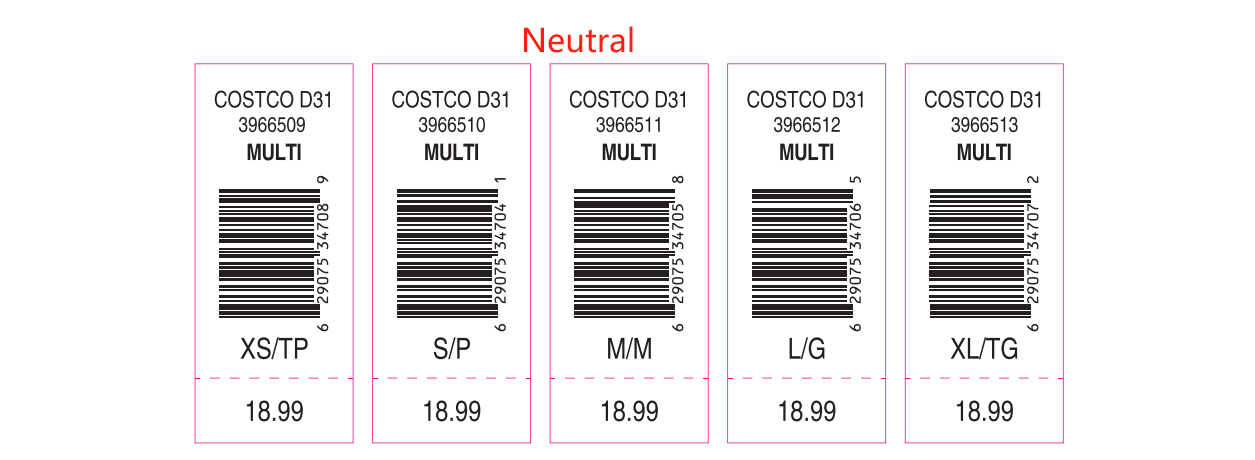 Neutral
COSTCO D31
3966509
MULTI
6 29075 34708 9
XS/TP
18.99
COSTCO D31
3966510
MULTI
6 29075 34704 1
S/P
18.99
COSTCO D31
3966511
MULTI
6 29075 34705 8
M/M
18.99
COSTCO D31
3966512
MULTI
6 29075 34706 5
L/G
18.99
COSTCO D31
3966513
MULTI
6 29075 34707 2
XL/TG
18.99